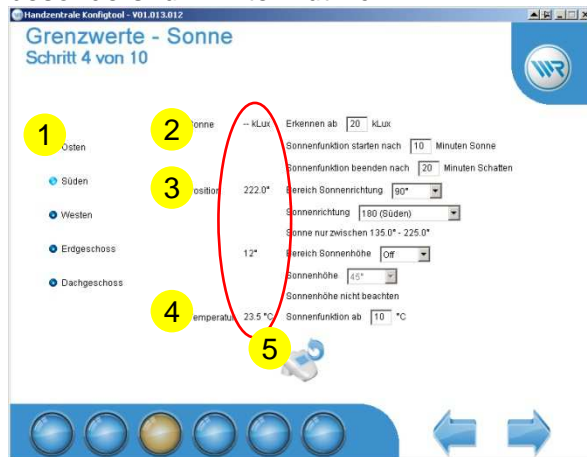 Handzentrale Konfigtool - V01.013.012
Grenzwerte - Sonne
Schritt 4 von 10
WR
1
Osten
Süden
Westen
Erdgeschoss
Dachgeschoss
2
onne -- kLux Erkennen ab 20 kLux
Sonnenfunktion starten nach 10 Minuten Sonne
Sonnenfunktion beenden nach 20 Minuten Schatten
3
osition 222.0° Bereich Sonnenrichtung 90°
Sonnenrichtung 180 (Süden)
Sonne nur zwischen 135.0° - 225.0°
12° Bereich Sonnenhöhe Off
Sonnenhöhe 45°
Sonnenhöhe nicht beachten
4
emperatur 23.5 °C Sonnenfunktion ab 10 °C
5